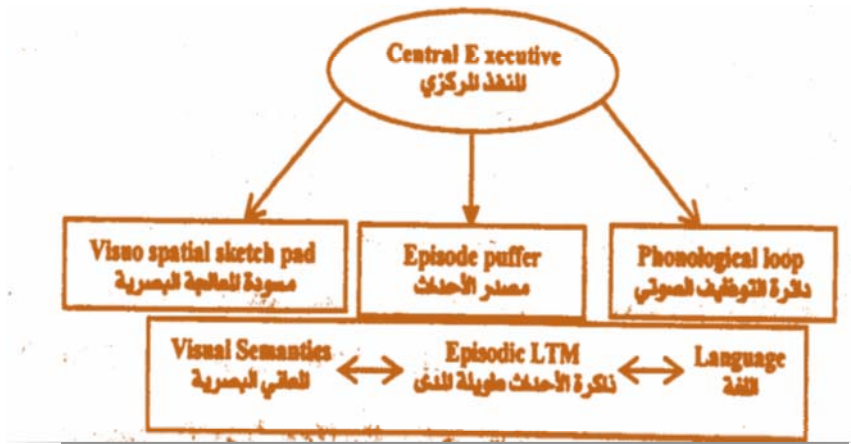 Central E xecutive
المنفذ المركزي
Visuo spatial sketch pad
مسودة المعالجة البصرية
Episode puffer
مصدر الأحداث
Phonological loop
دائرة التوظيف الصوتي
Visual Semantics
المعاني البصرية
Episodic LTM
ذاكرة الأحداث طويلة المدى
Language
اللغة